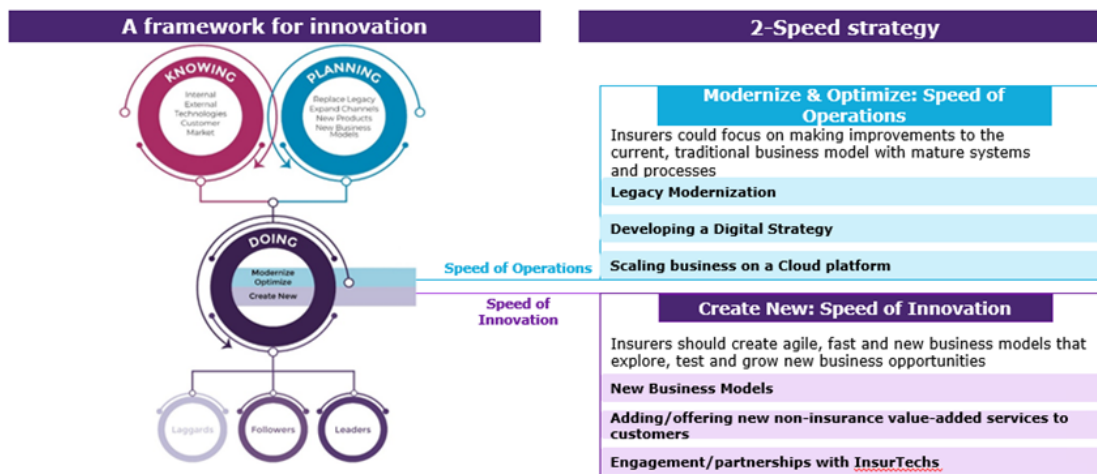 A framework for innovation
KNOWING
Internal
External
Technologies
Customer
Market
PLANNING
Replace Legacy
Expand Channels
New Products
New Business
Models
DOING
Modernize
Optimize
Create New
Speed of Operations
Speed of
Innovation
Laggards
Followers
Leaders
2-Speed strategy
Modernize & Optimize: Speed of
Operations
Insurers could focus on making improvements to the
current, traditional business model with mature systems
and processes
Legacy Modernization
Developing a Digital Strategy
Scaling business on a Cloud platform
Create New: Speed of Innovation
Insurers should create agile, fast and new business models that
explore, test and grow new business opportunities
New Business Models
Adding/offering new non-insurance value-added services to
customers
Engagement/partnerships with InsurTechs